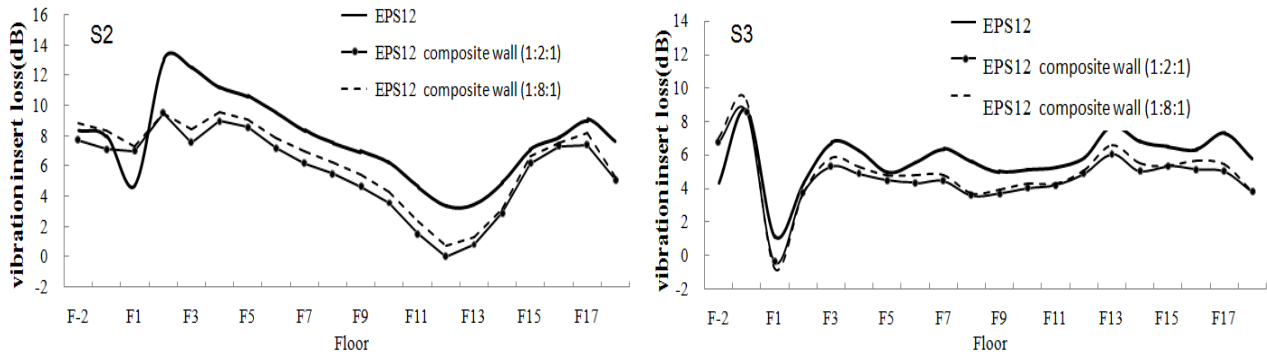 S2
EPS12
EPS12 composite wall (1:2:1)
EPS12 composite wall (1:8:1)
vibration insert loss(dB)
16
14
12
10
8
6
4
2
0
-2
F-2 F1 F3 F5 F7 F9 F11 F13 F15 F17
Floor
S3
EPS12
EPS12 composite wall (1:2:1)
EPS12 composite wall (1:8:1)
vibration insert loss(dB)
14
12
10
8
6
4
2
0
-2
F-2 F1 F3 F5 F7 F9 F11 F13 F15 F17
Floor